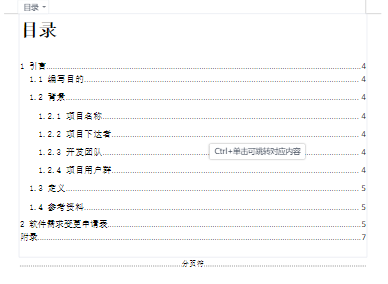 目录
目录
1 引言 4
1.1 编写目的 4
1.2 背景 4
1.2.1 项目名称 4
1.2.2 项目下达者 4
1.2.3 开发团队 4
Ctrl+单击可跳转对应内容
1.2.4 项目用户群 4
1.3 定义 5
1.4 参考资料 5
2 软件需求变更申请表 5
附录 7
分页符